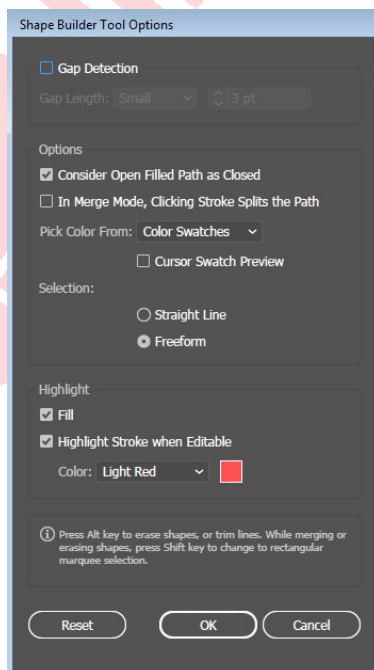 Shape Builder Tool Options
Gap Detection
Gap Length: Small 3 pt
Options
Consider Open Filled Path as Closed
In Merge Mode, Clicking Stroke Splits the Path
Pick Color From: Color Swatches
Cursor Swatch Preview
Selection:
Straight Line
Freeform
Highlight
Fill
Highlight Stroke when Editable
Color: Light Red
Press Alt key to erase shapes, or trim lines. While merging or
erasing shapes, press Shift key to change to rectangular
marquee selection.
Reset OK Cancel